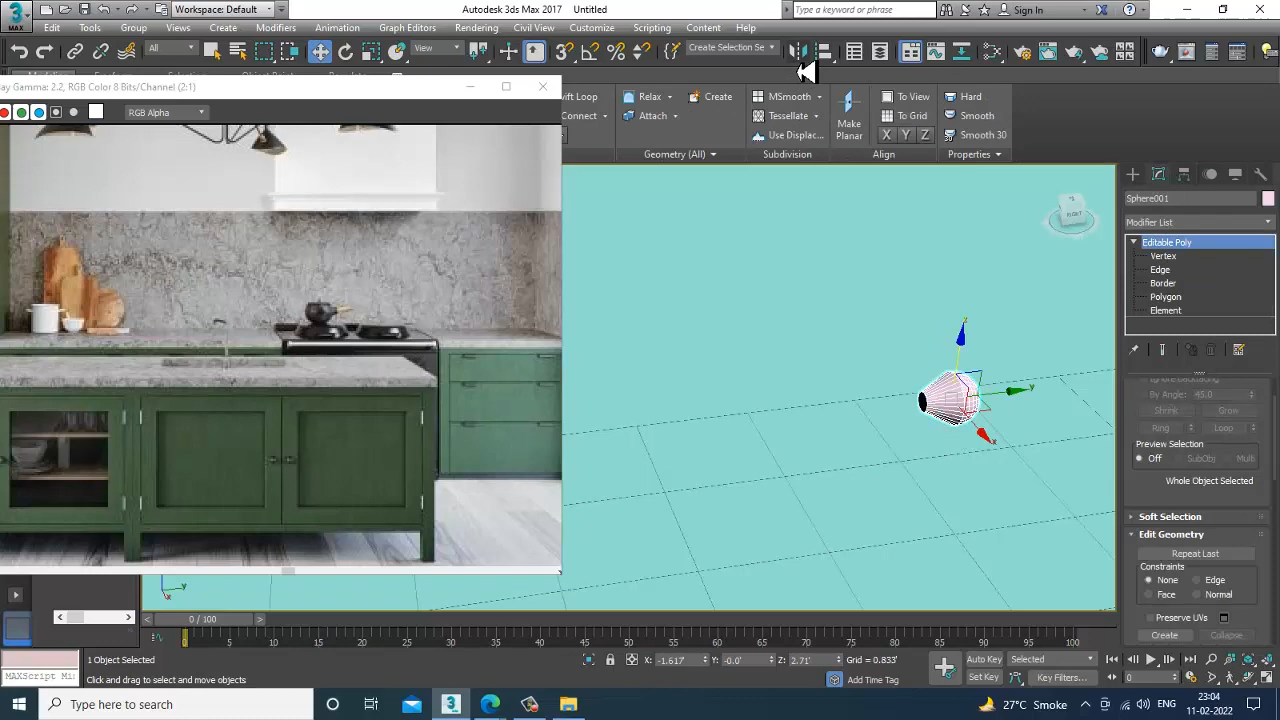 MAX
Workspace: Default
Autodesk 3ds Max 2017 Untitled
Type a keyword or phrase
Sign In
Edit Tools Group Views Create Modifiers Animation Graph Editors Rendering Civil View Customize Scripting Content Help
All View Create Selection Se
ay Gamma: 2.2, RGB Color 8 Bits/Channel (2:1)
RGB Alpha
ift Loop Relax Create MSmooth To View Hard
Connect Attach Tessellate Make Planar To Grid Smooth
Use Displac... X Y Z Smooth 30
Geometry (All) Subdivision Align Properties
RIGHT
z
y
x
Sphere001
Modifier List
Editable Poly
Vertex
Edge
Border
Polygon
Element
Ignore Backfacing
By Angle: 45.0
Shrink Grow
Ring Loop
Preview Selection
Off SubObj Multi
Whole Object Selected
Soft Selection
Edit Geometry
Repeat Last
Constraints
None Edge
Face Normal
Preserve UVs
Create Collapse
y
x
0 / 100
0 5 10 15 20 25 30 35 40 45 50 55 60 65 70 75 80 85 90 95 100
1 Object Selected
X: -1.617' Y: -0.0' Z: 2.71' Grid = 0.833'
Auto Key Selected
MAXScript Mi
Click and drag to select and move objects
Add Time Tag
Set Key Key Filters... 0
Type here to search
27°C Smoke
ENG
23:04
11-02-2022